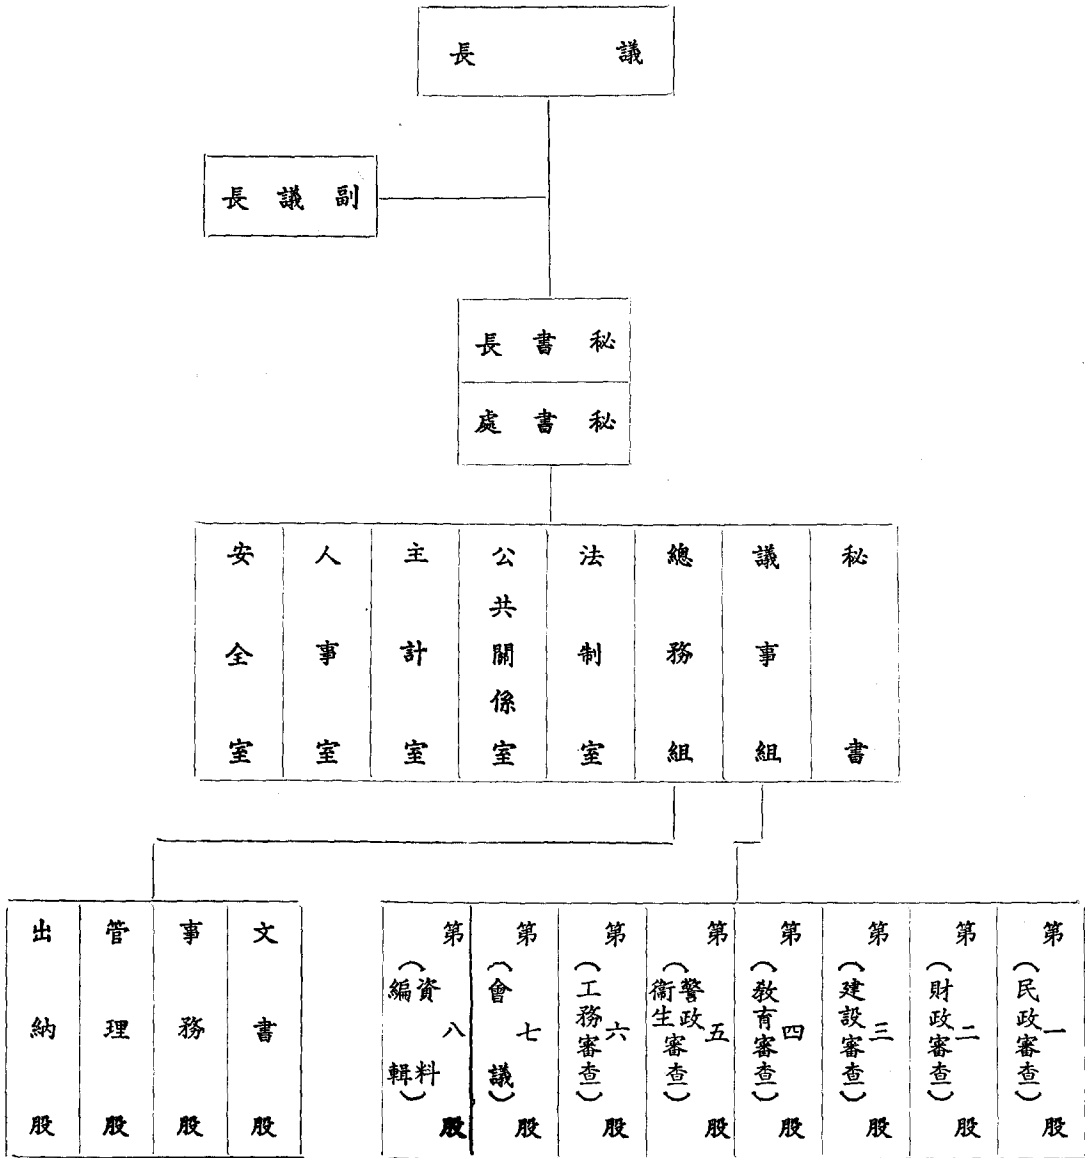 議長
副議長
秘書長
秘書處
秘書
議事組
總務組
法制室
公共關係室
主計室
人事室
安全室
第一股
(民政審查)
第二股
(財政審查)
第三股
(建設審查)
第四股
(教育審查)
第五股
(警政衞生審查)
第六股
(工務審查)
第七股
(會議)
第八股
(資料編輯)
文書股
事務股
管理股
出納股